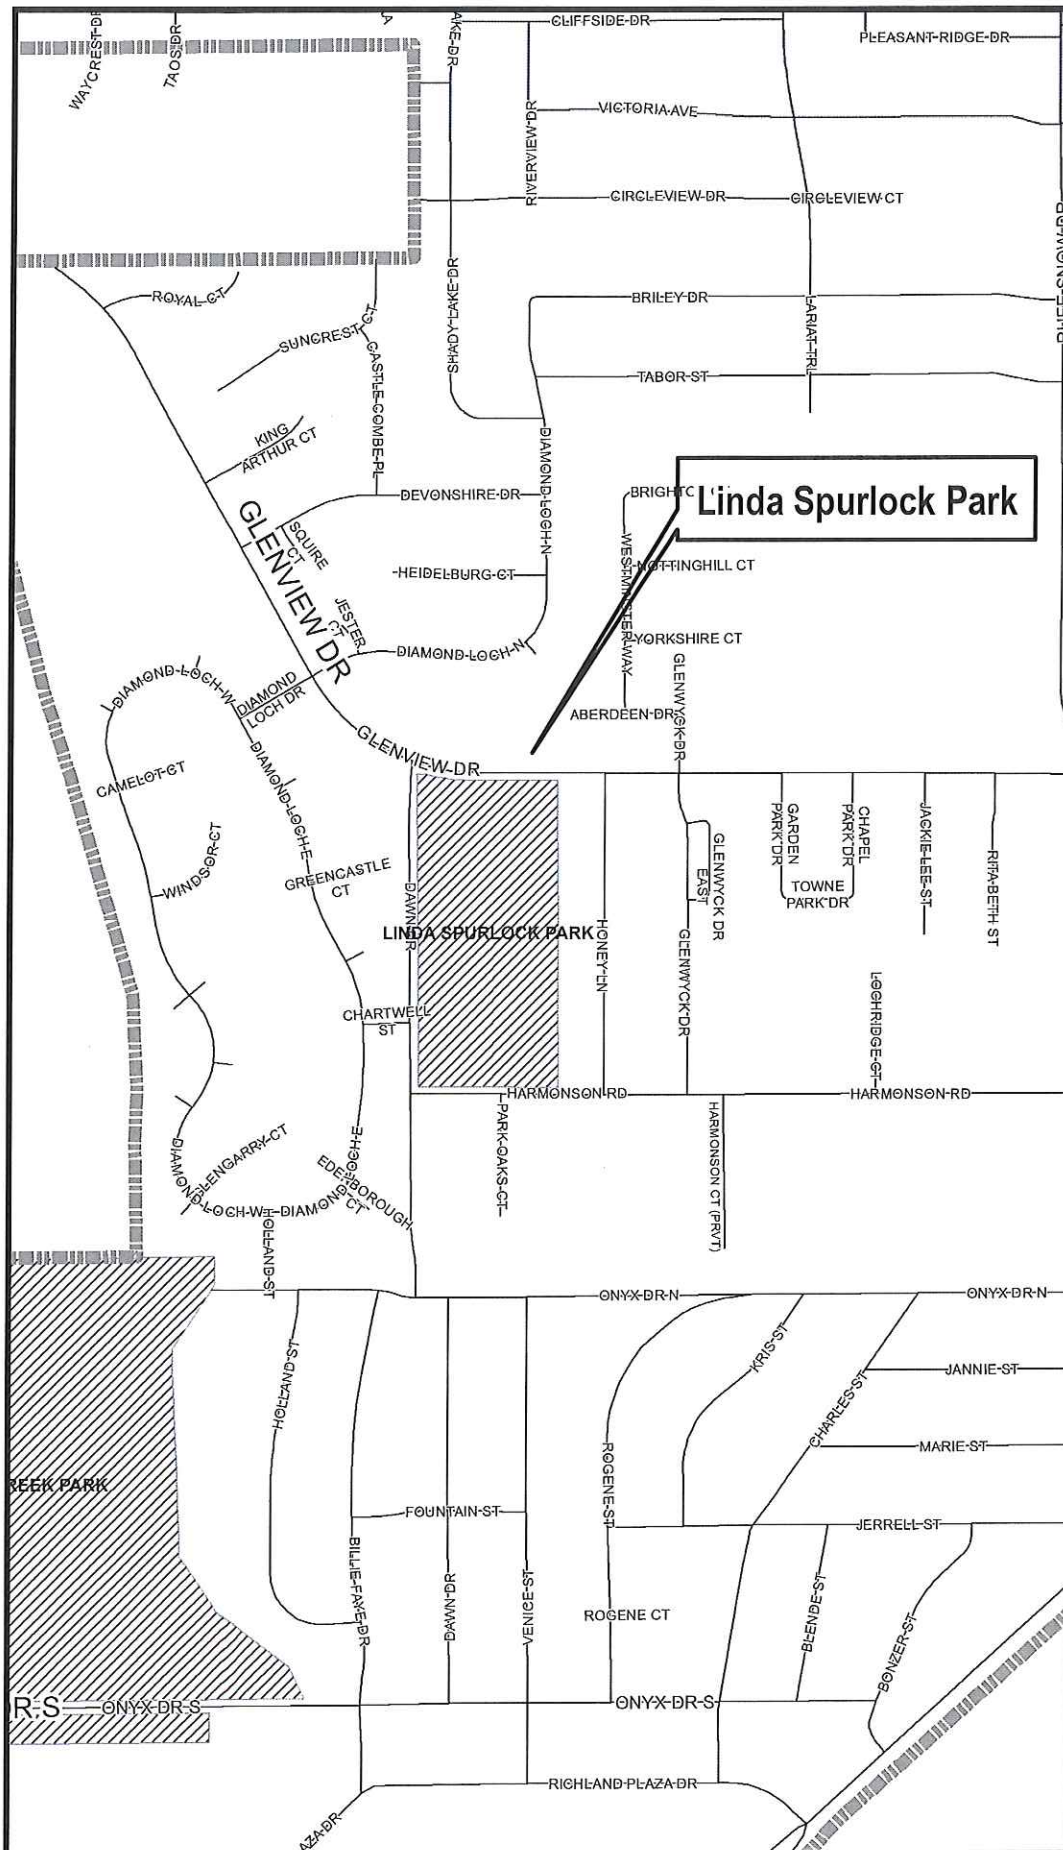 WAYCREST DR
TAOS DR
A
AKE DR
CLIFFSIDE DR
PLEASANT RIDGE DR
RIVERVIEW DR
VICTORIA AVE
CIRCLEVIEW DR
CIRCLEVIEW CT
ROYAL CT
SUNCREST CT
CASTLE COMBE PL
SHADY LAKE DR
BRILEY DR
LARIAT TRL
TABOR ST
KING
ARTHUR CT
DIAMOND LOCH N
DEVONSHIRE DR
Linda Spurlock Park
GLENVIEW DR
SQUIRE
CT
HEIDELBURG CT
WESTMINSTER WAY
NOTTINGHILL CT
JESTER
CT
DIAMOND LOCH N
YORKSHIRE CT
GLENWYCK DR
DIAMOND LOCH W
DIAMOND
LOCH DR
ABERDEEN DR
GLENVIEW DR
CAMELOT CT
DIAMOND LOCH E
WINDSOR CT
GREENCASTLE
CT
DAWN DR
LINDA SPURLOCK PARK
HONEY LN
GLENWYCK DR
EAST
GLENWYCK DR
GARDEN
PARK DR
CHAPEL
PARK DR
TOWNE
PARK DR
JACKIE LEE ST
RITA BETH ST
CHARTWELL
ST
LOCHRIDGE CT
HARMONSON RD
HARMONSON RD
PARK OAKS CT
HARMONSON CT (PRVT)
GLENGARRY CT
EDENBOROUGH
CT
DIAMOND LOCH W
DIAMOND LOCH E
HOLLAND ST
ONYX DR N
ONYX DR N
HOLLAND ST
KRIS ST
CHARLES ST
JANNIE ST
MARIE ST
ROGENE ST
REEK PARK
FOUNTAIN ST
JERRELL ST
BILLIE FAYE DR
DAWN DR
VENICE ST
ROGENE CT
BLENDE ST
BONZER ST
DR S
ONYX DR S
ONYX DR S
RICHLAND PLAZA DR
AZA DR